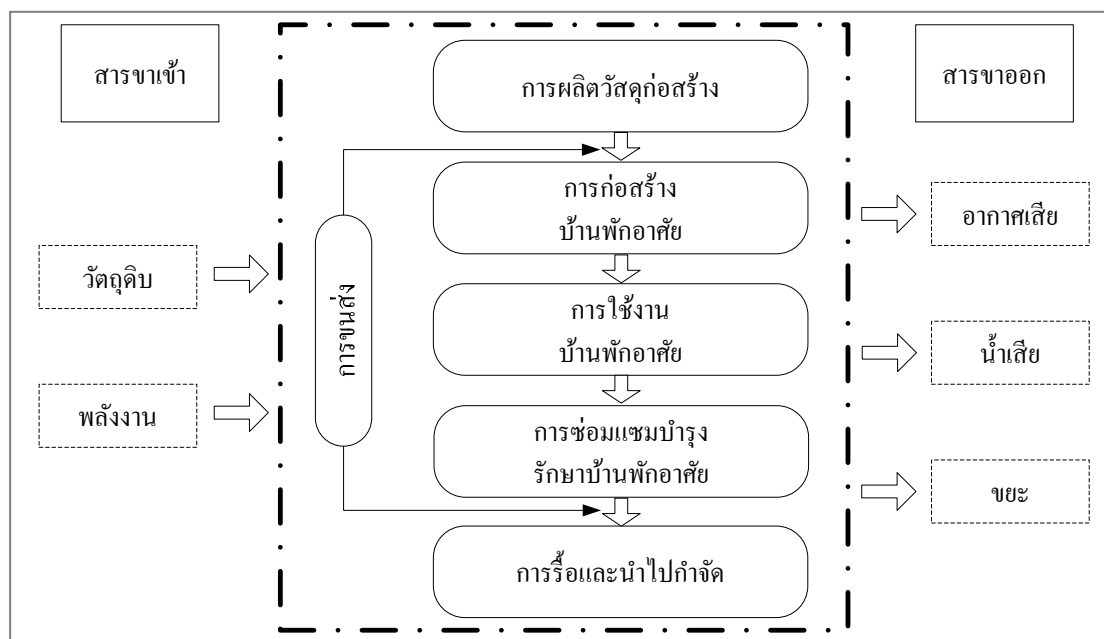 สารขาเข้า
วัตถุดิบ
พลังงาน
การขนส่ง
การผลิตวัสดุก่อสร้าง
การก่อสร้าง
บ้านพักอาศัย
การใช้งาน
บ้านพักอาศัย
การซ่อมแซมบำรุง
รักษาบ้านพักอาศัย
การรื้อและนำไปกำจัด
สารขาออก
อากาศเสีย
น้ำเสีย
ขยะ